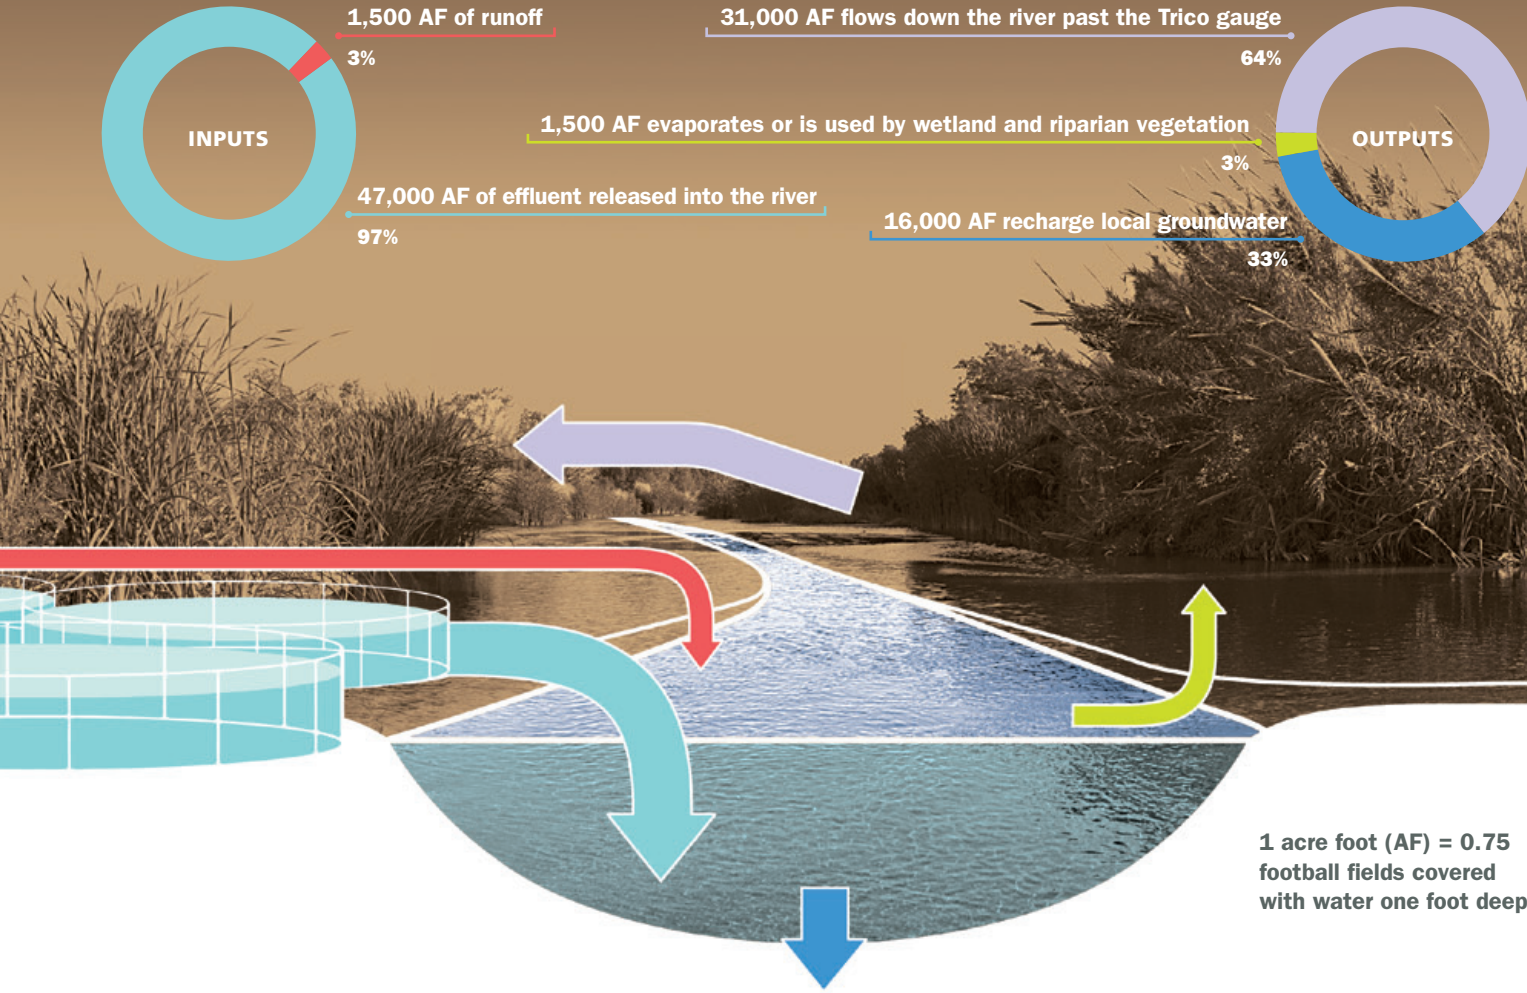 1,500 AF of runoff
3%
INPUTS
47,000 AF of effluent released into the river
97%
31,000 AF flows down the river past the Trico gauge
64%
1,500 AF evaporates or is used by wetland and riparian vegetation
3%
OUTPUTS
16,000 AF recharge local groundwater
33%
1 acre foot (AF) = 0.75
football fields covered
with water one foot deep